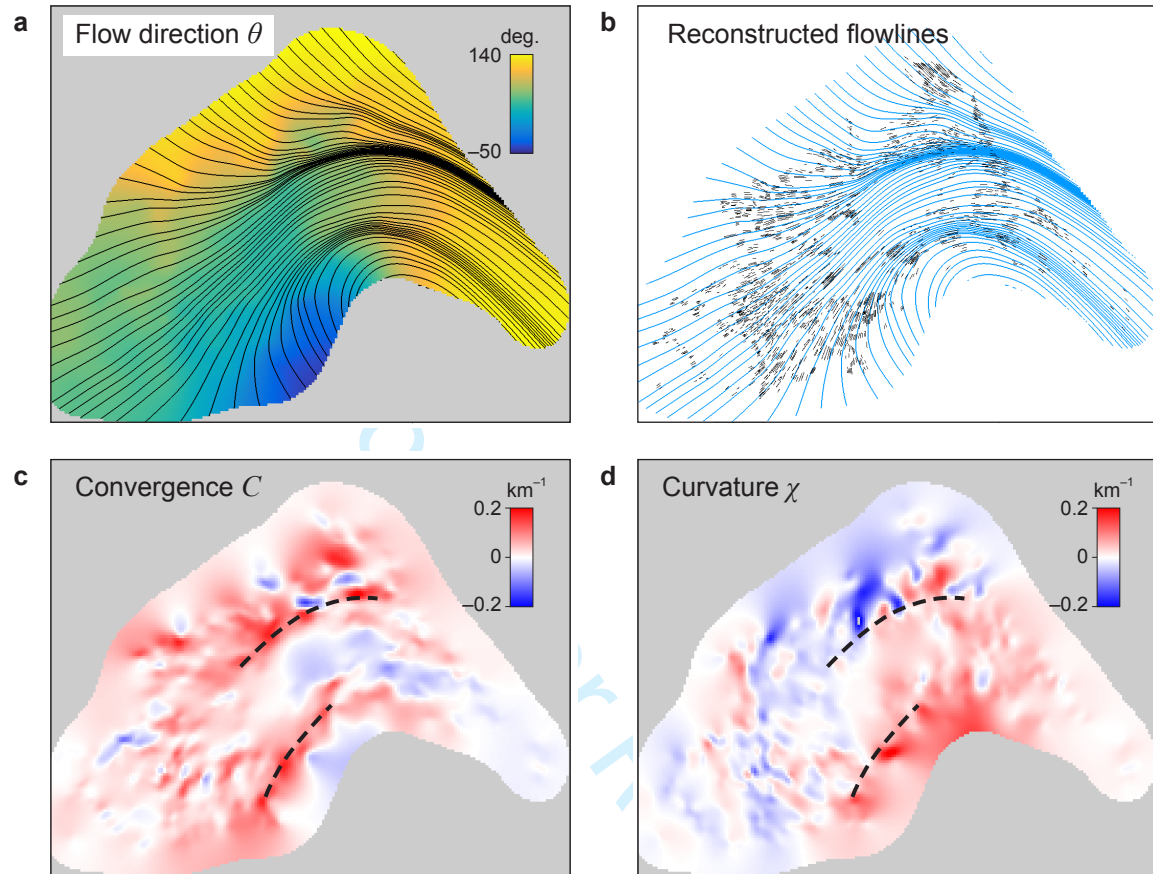 a
Flow direction θ
deg.
140
–50
b
Reconstructed flowlines
c
Convergence C
km⁻¹
0.2
0
–0.2
d
Curvature χ
km⁻¹
0.2
0
–0.2